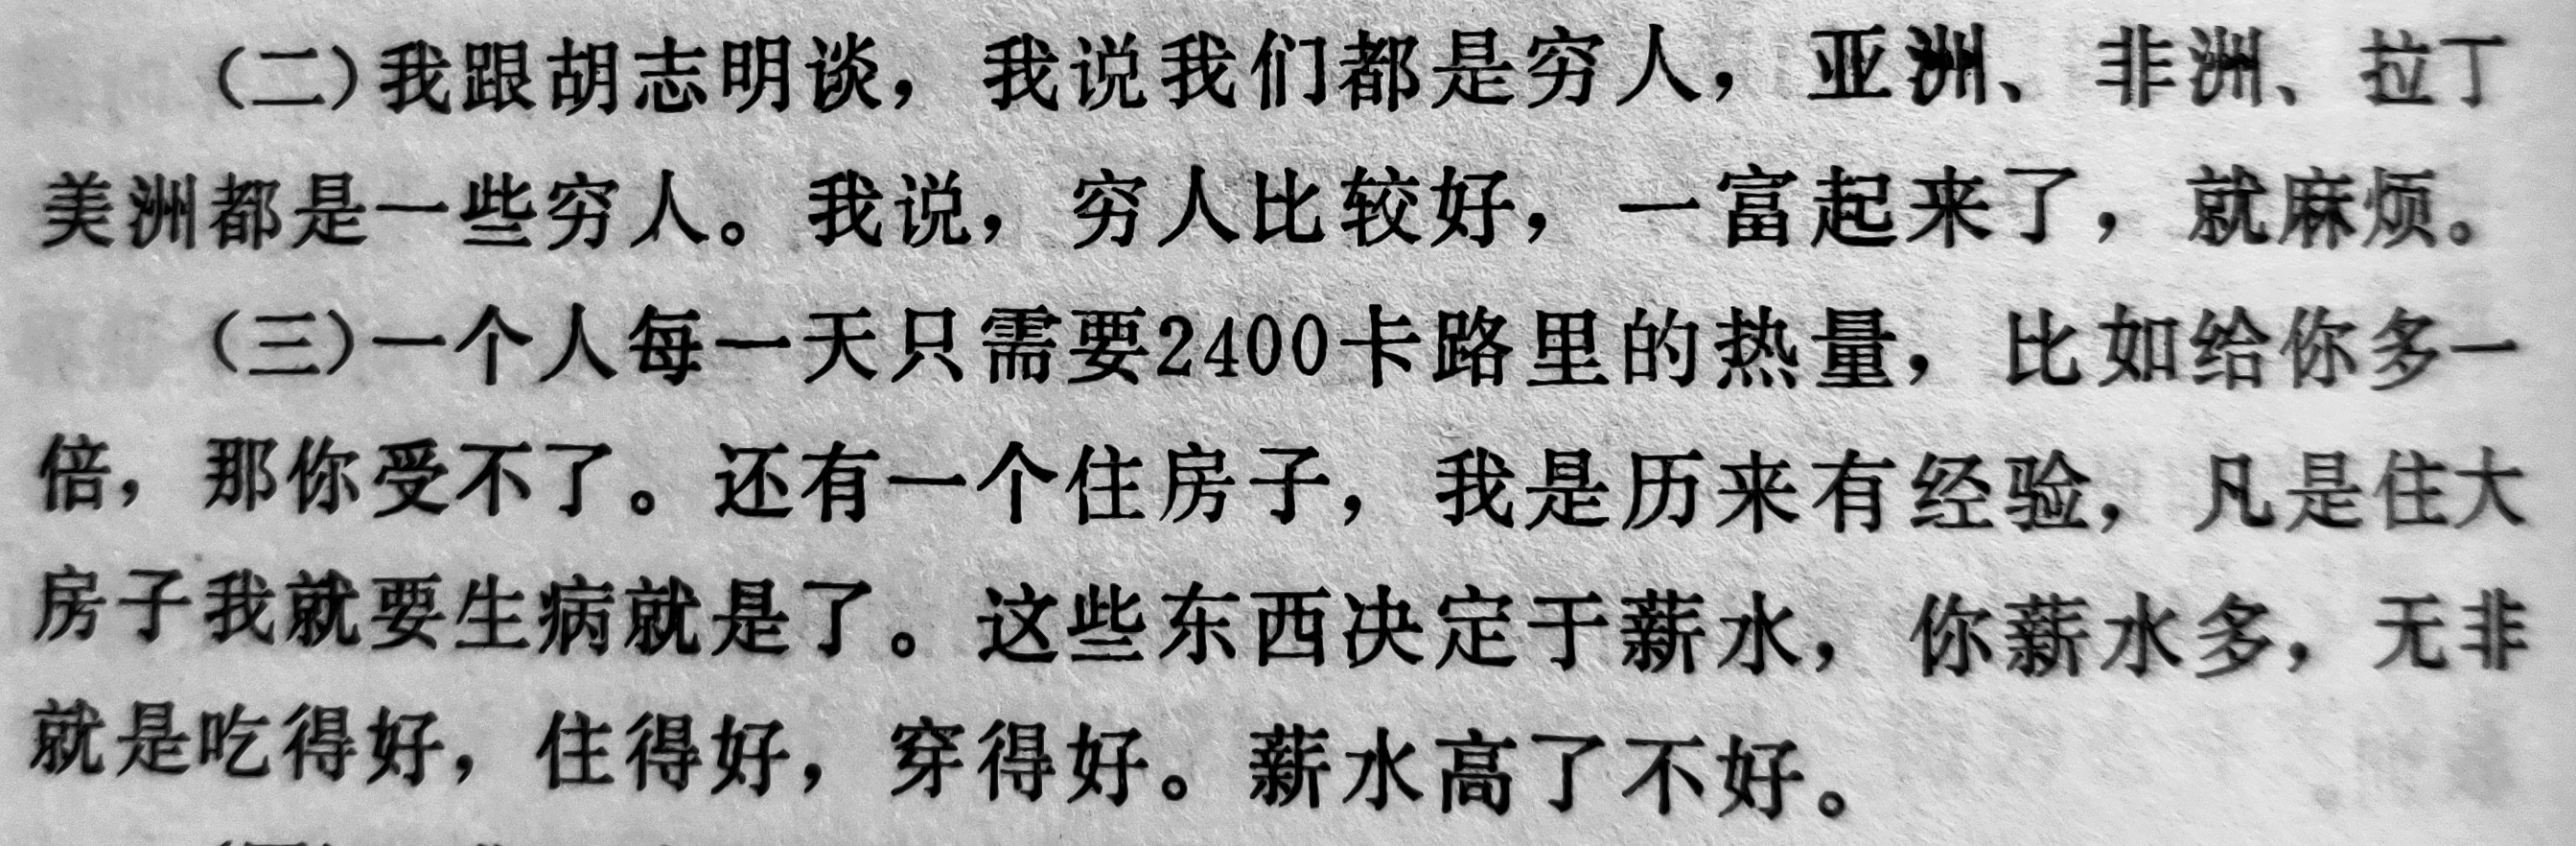 （二）我跟胡志明谈，我说我们都是穷人，亚洲、非洲、拉丁
美洲都是一些穷人。我说，穷人比较好，一富起来了，就麻烦。
（三）一个人每一天只需要2400卡路里的热量，比如给你多一
倍，那你受不了。还有一个住房子，我是历来有经验，凡是住大
房子我就要生病就是了。这些东西决定于薪水，你薪水多，无非
就是吃得好，住得好，穿得好。薪水高了不好。